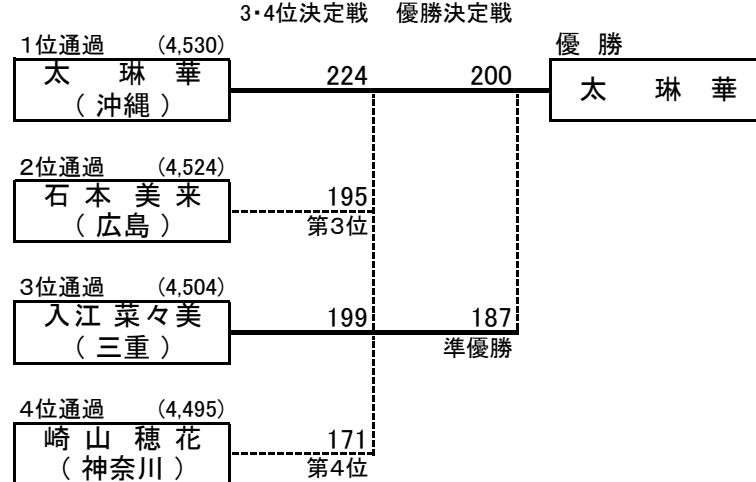 3・4位決定戦 優勝決定戦
1位通過 (4,530) 優 勝
太 琳 華 224 200 太 琳 華
( 沖縄 )
2位通過 (4,524)
石 本 美 来 195
( 広島 ) 第3位
3位通過 (4,504)
入江 菜々美 199 187
( 三重 ) 準優勝
4位通過 (4,495)
崎 山 穂 花 171
( 神奈川 ) 第4位